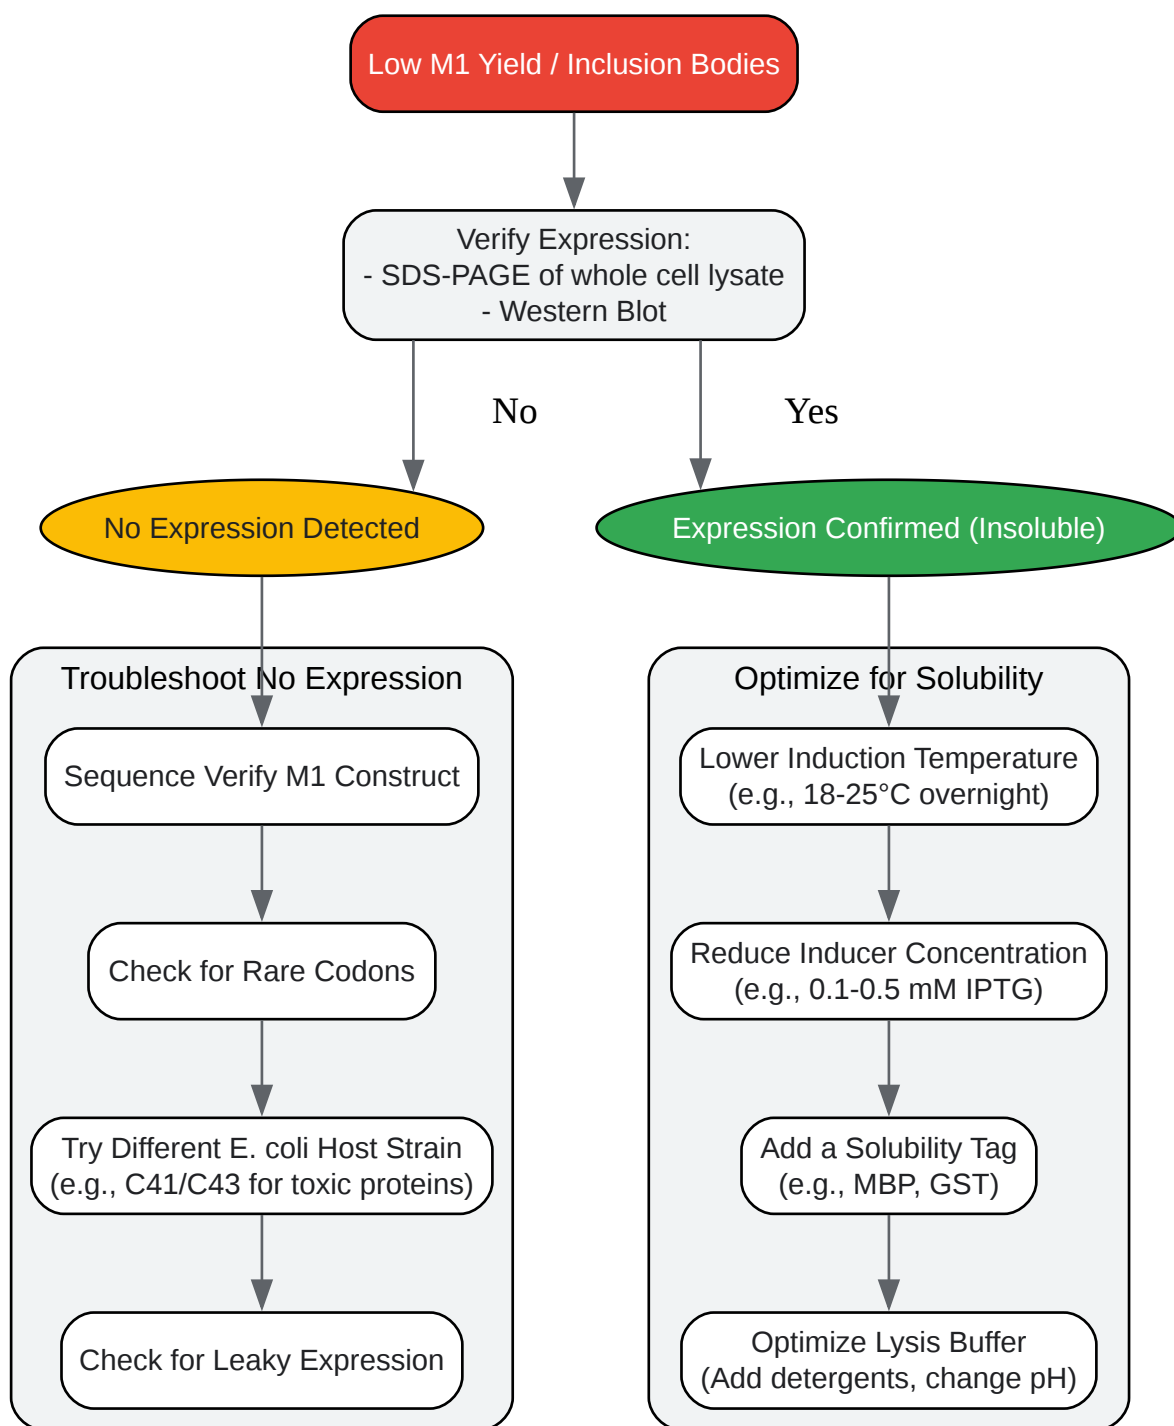 Low M1 Yield / Inclusion Bodies
Verify Expression:
- SDS-PAGE of whole cell lysate
- Western Blot
No
Yes
No Expression Detected
Expression Confirmed (Insoluble)
Troubleshoot No Expression
Sequence Verify M1 Construct
Check for Rare Codons
Try Different E. coli Host Strain
(e.g., C41/C43 for toxic proteins)
Check for Leaky Expression
Optimize for Solubility
Lower Induction Temperature
(e.g., 18-25°C overnight)
Reduce Inducer Concentration
(e.g., 0.1-0.5 mM IPTG)
Add a Solubility Tag
(e.g., MBP, GST)
Optimize Lysis Buffer
(Add detergents, change pH)